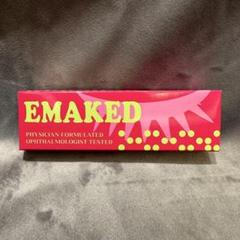 EMAKED
PHYSICIAN FORMULATED
OPHTHALMOLOGIST TESTED